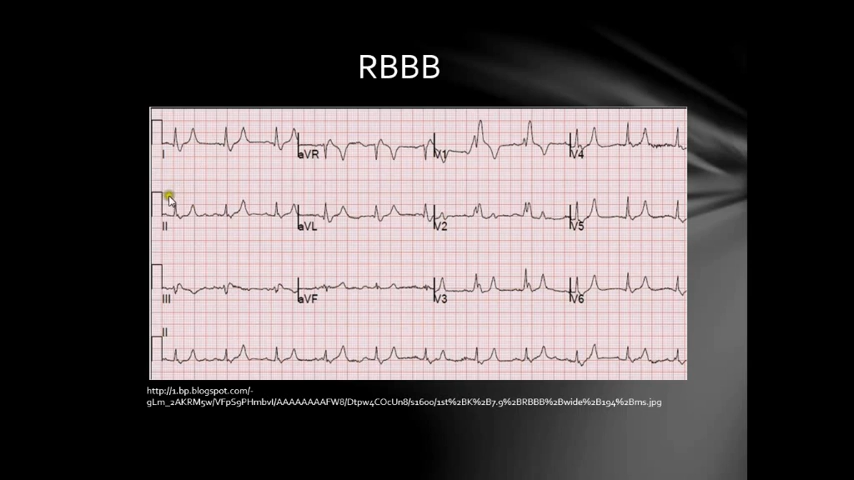 RBBB
I
aVR
V1
V4
II
aVL
V2
V5
III
aVF
V3
V6
II
http://1.bp.blogspot.com/-
gLm_2AKRM5w/VFpS9PHmbvI/AAAAAAAAFW8/Dtpw4COcUn8/s1600/1st%2BK%2B7.9%2BRBBB%2Bwide%2B194%2Bms.jpg